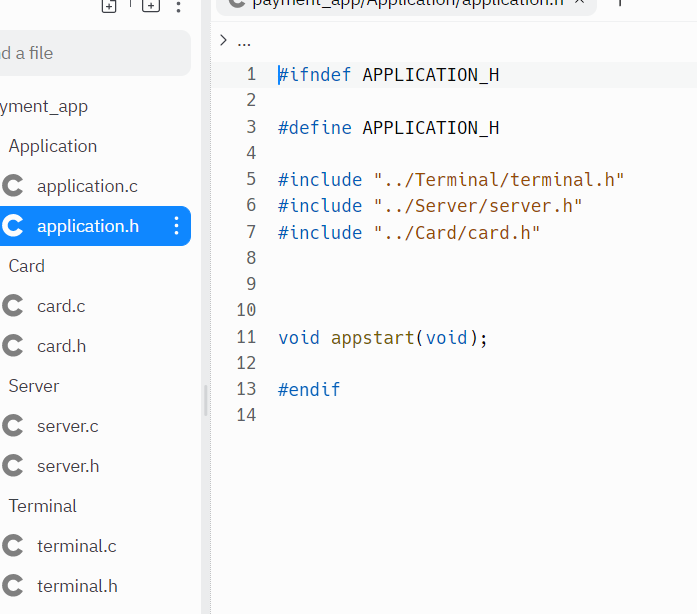 payment_app/Application/application.h
...
d a file
yment_app
Application
application.c
application.h
Card
card.c
card.h
Server
server.c
server.h
Terminal
terminal.c
terminal.h
1 #ifndef APPLICATION_H
2
3 #define APPLICATION_H
4
5 #include "../Terminal/terminal.h"
6 #include "../Server/server.h"
7 #include "../Card/card.h"
8
9
10
11 void appstart(void);
12
13 #endif
14